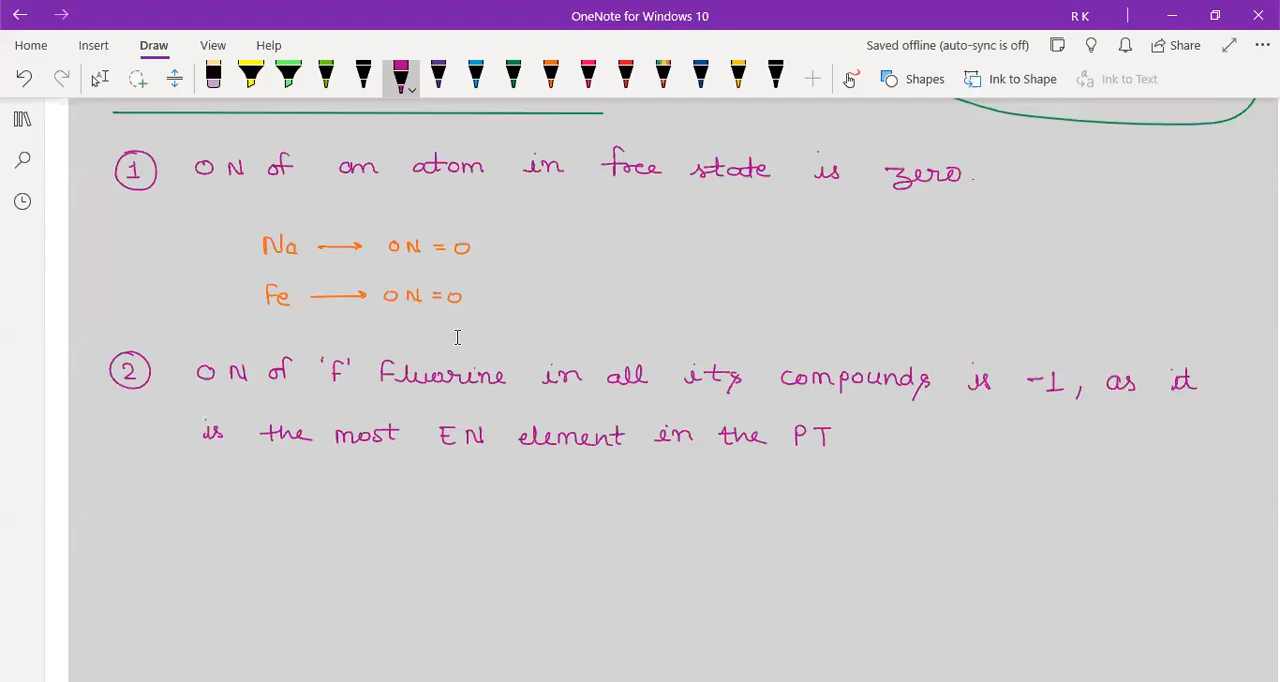 OneNote for Windows 10
R K
Home Insert Draw View Help
Saved offline (auto-sync is off)
Share
Shapes
Ink to Shape
Ink to Text
1 ON of an atom in free state is zero.
Na → ON = 0
Fe → ON = 0
2 ON of 'F' Fluorine in all its compounds is -1, as it
is the most EN element in the PT